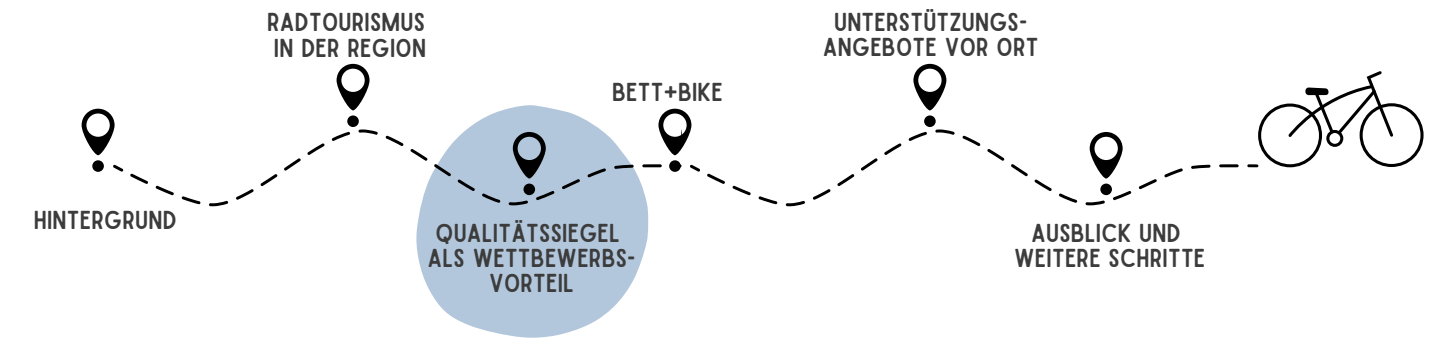 HINTERGRUND
RADTOURISMUS
IN DER REGION
QUALITÄTSSIEGEL
ALS WETTBEWERBS-
VORTEIL
BETT+BIKE
UNTERSTÜTZUNGS-
ANGEBOTE VOR ORT
AUSBLICK UND
WEITERE SCHRITTE